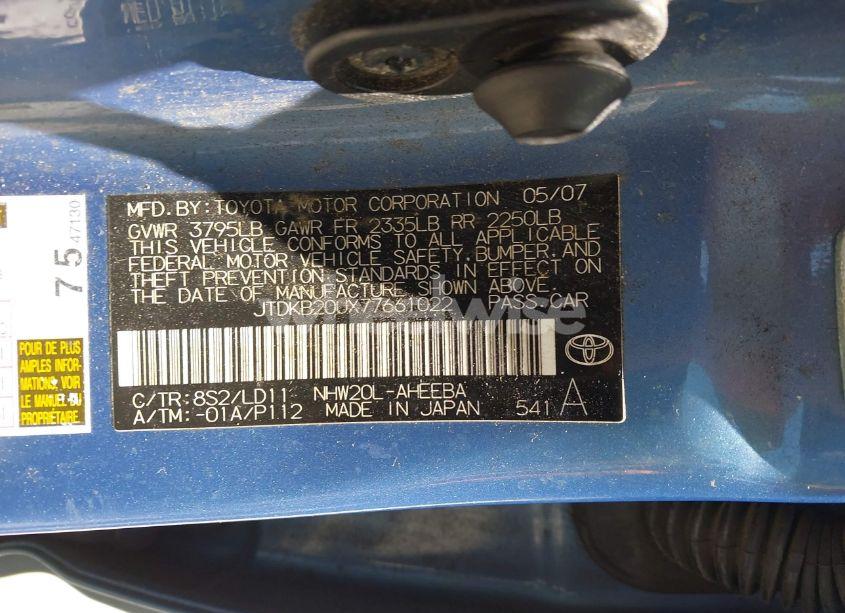 MFD. BY: TOYOTA MOTOR CORPORATION 05/07
GVWR 3795LB GAWR FR 2335LB RR 2250LB
THIS VEHICLE CONFORMS TO ALL APPLICABLE
FEDERAL MOTOR VEHICLE SAFETY, BUMPER, AND
THEFT PREVENTION STANDARDS IN EFFECT ON
THE DATE OF MANUFACTURE SHOWN ABOVE.
JTDKB20UX77661022 PASS-CAR
C/TR: 8S2/LD11 NHW20L-AHEEBA
A/TM: -01A/P112 MADE IN JAPAN 541 A
75
47130
POUR DE PLUS
AMPLES INFOR-
MATIONS, VOIR
LE MANUEL DU
PROPRIÉTAIRE